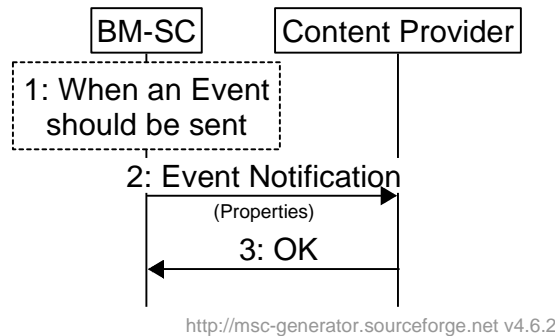 BM-SC
Content Provider
1: When an Event
should be sent
2: Event Notification
(Properties)
3: OK
http://msc-generator.sourceforge.net v4.6.2